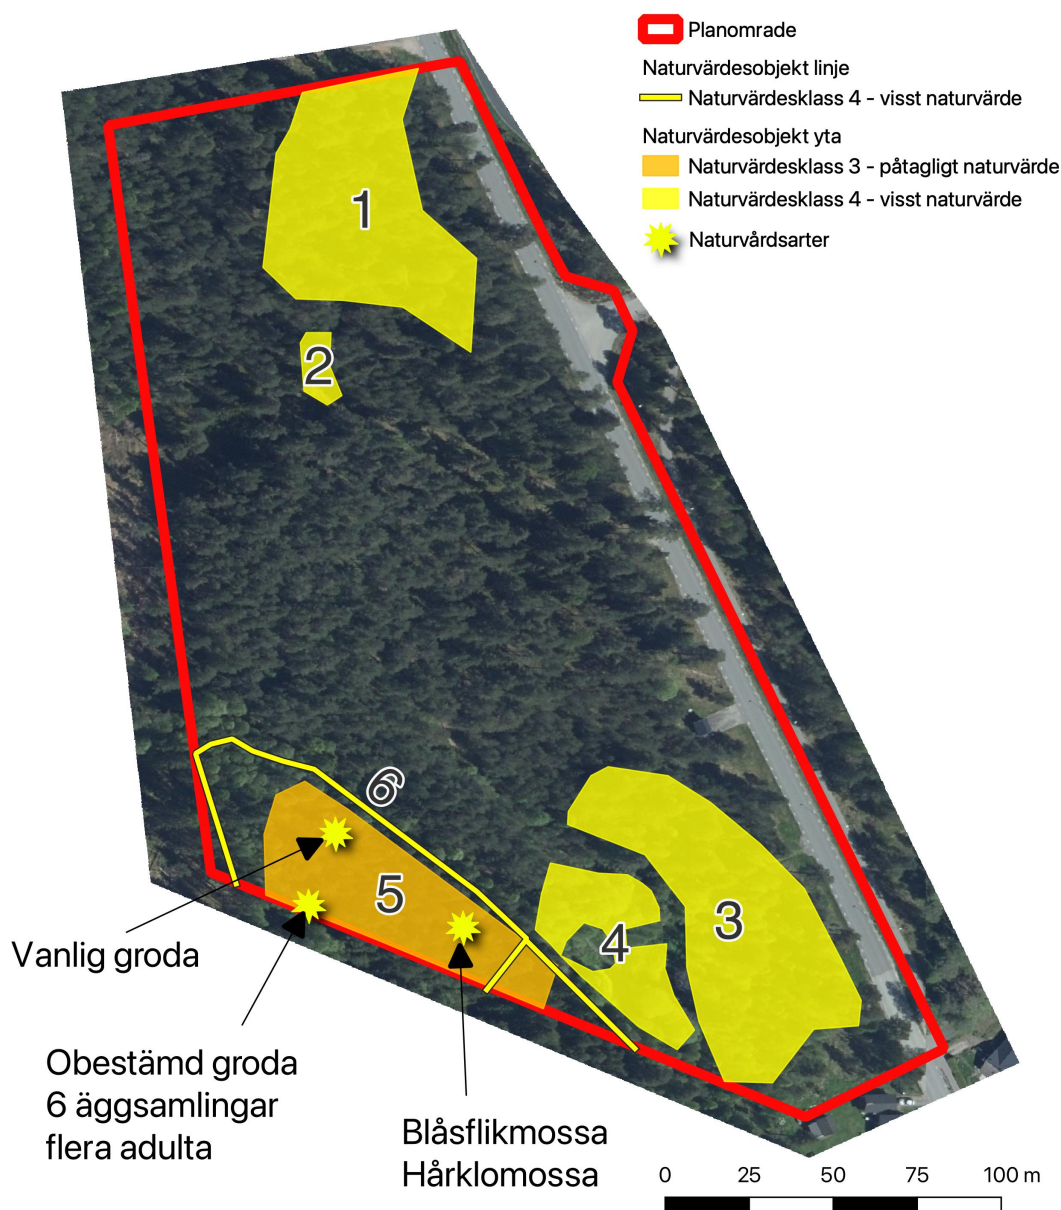 Planomrade
Naturvärdesobjekt linje
Naturvärdesklass 4 - visst naturvärde
Naturvärdesobjekt yta
Naturvärdesklass 3 - påtagligt naturvärde
Naturvärdesklass 4 - visst naturvärde
Naturvårdsarter
1
2
6
5
4
3
Vanlig groda
Obestämd groda
6 äggsamlingar
flera adulta
Blåsflikmossa
Hårklomossa
0 25 50 75 100 m